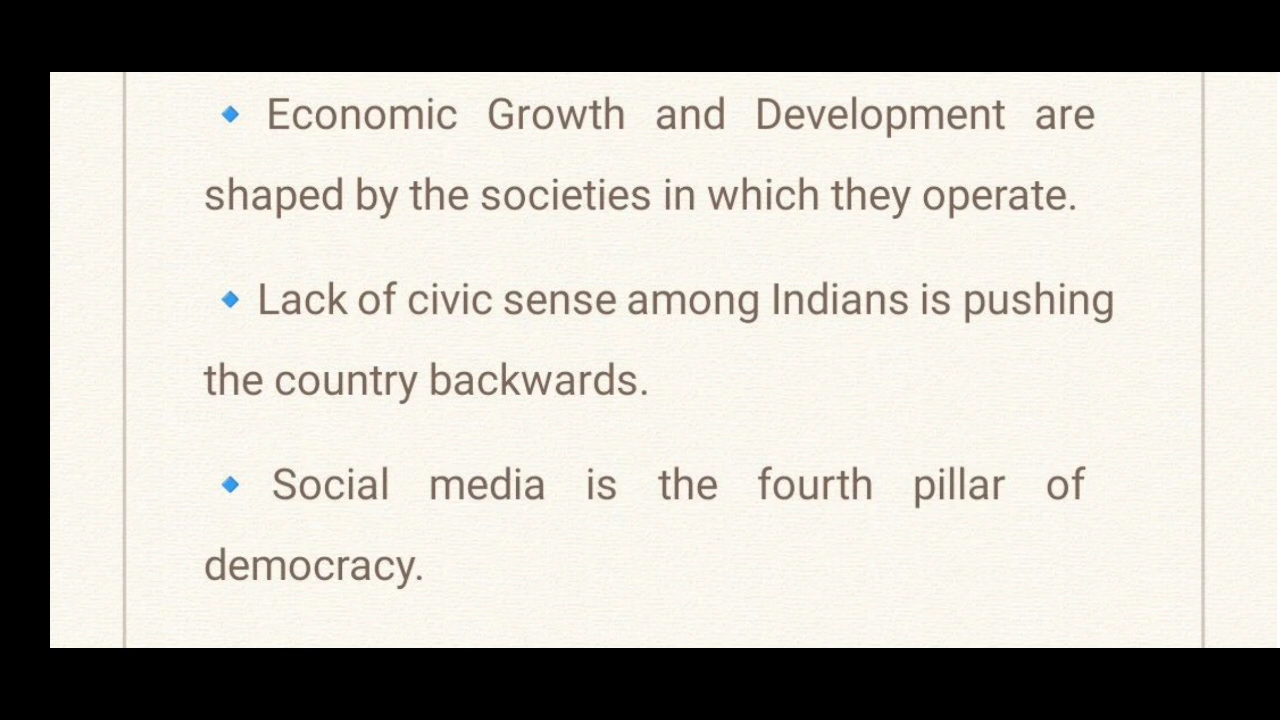 🔹 Economic Growth and Development are
shaped by the societies in which they operate.
🔹 Lack of civic sense among Indians is pushing
the country backwards.
🔹 Social media is the fourth pillar of
democracy.